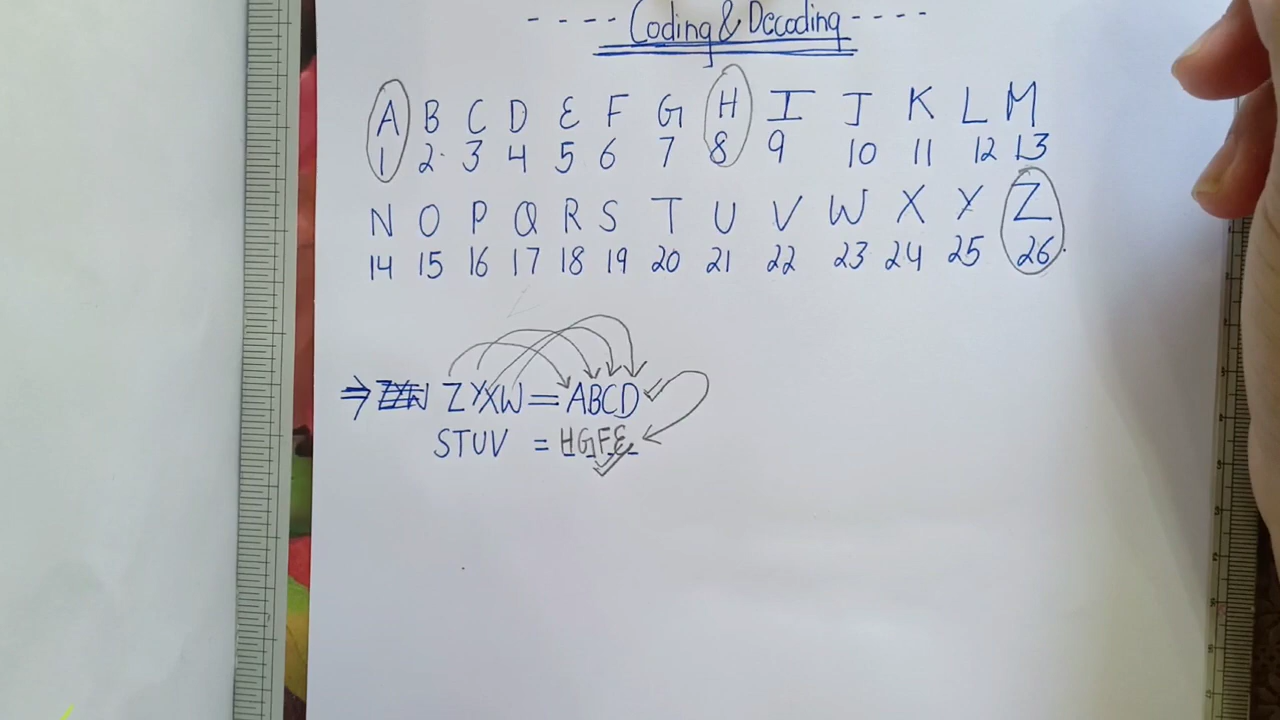 ---- Coding & Decoding ----
A B C D E F G H I J K L M
1 2 3 4 5 6 7 8 9 10 11 12 13
N O P Q R S T U V W X Y Z
14 15 16 17 18 19 20 21 22 23 24 25 26
⇒ ZYXW = ABCD
STUV = HGFE